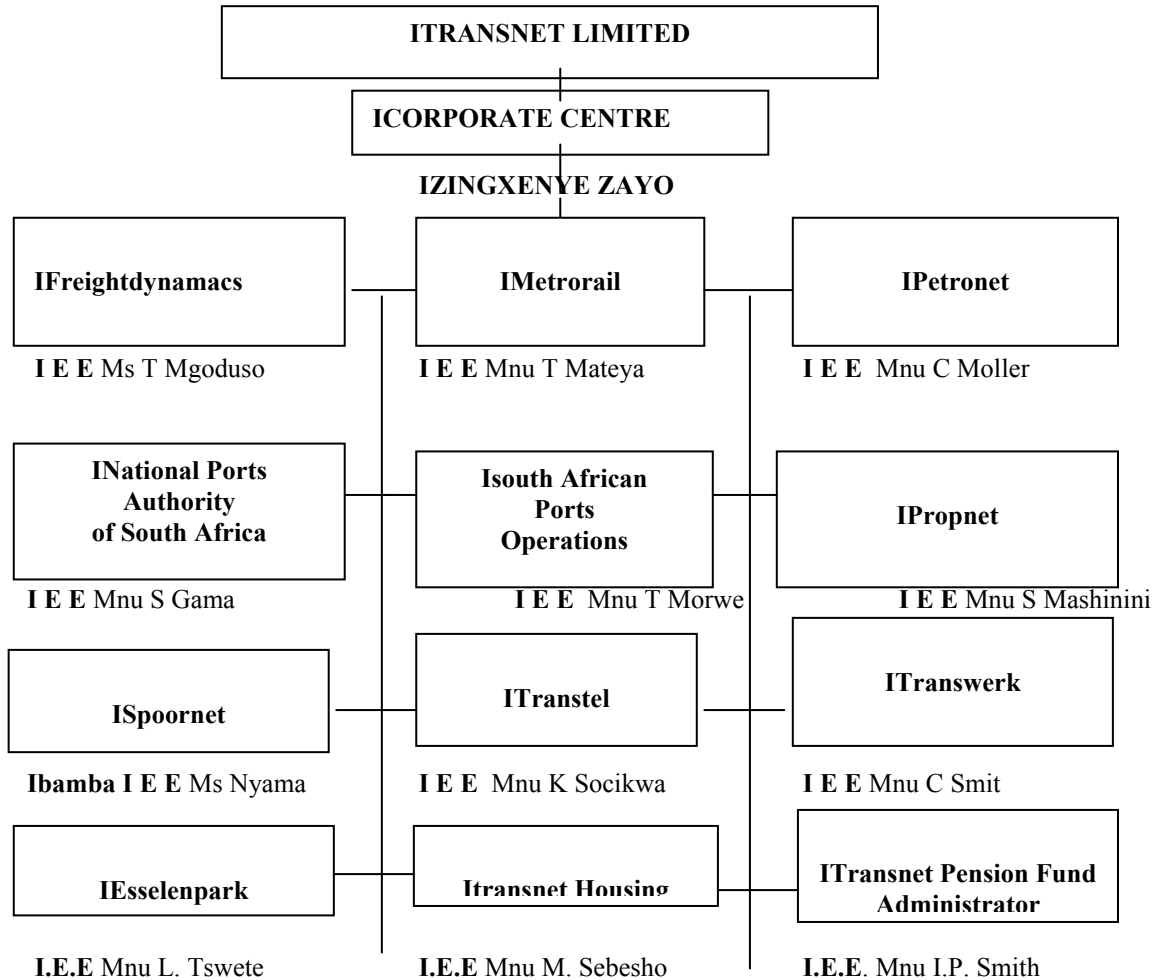 ITRANSNET LIMITED
ICORPORATE CENTRE
IZINGXENYE ZAYO
IFreightdynamacs
IMetrorail
IPetronet
I E E Ms T Mgoduso
I E E Mnu T Mateya
I E E Mnu C Moller
INational Ports
Authority
of South Africa
Isouth African
Ports
Operations
IPropnet
I E E Mnu S Gama
I E E Mnu T Morwe
I E E Mnu S Mashinini
ISpoornet
ITranstel
ITranswerk
Ibamba I E E Ms Nyama
I E E Mnu K Socikwa
I E E Mnu C Smit
IEsselenpark
Itransnet Housing
ITransnet Pension Fund
Administrator
I.E.E Mnu L. Tswete
I.E.E Mnu M. Sebesho
I.E.E. Mnu I.P. Smith